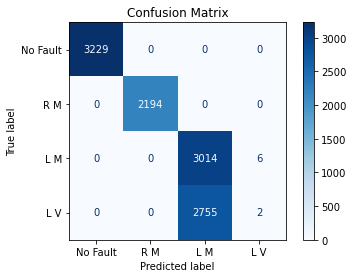 Confusion Matrix
No Fault 3229 0 0 0
R M 0 2194 0 0
L M 0 0 3014 6
L V 0 0 2755 2
No Fault R M L M L V
Predicted label
True label
3000
2500
2000
1500
1000
500
0